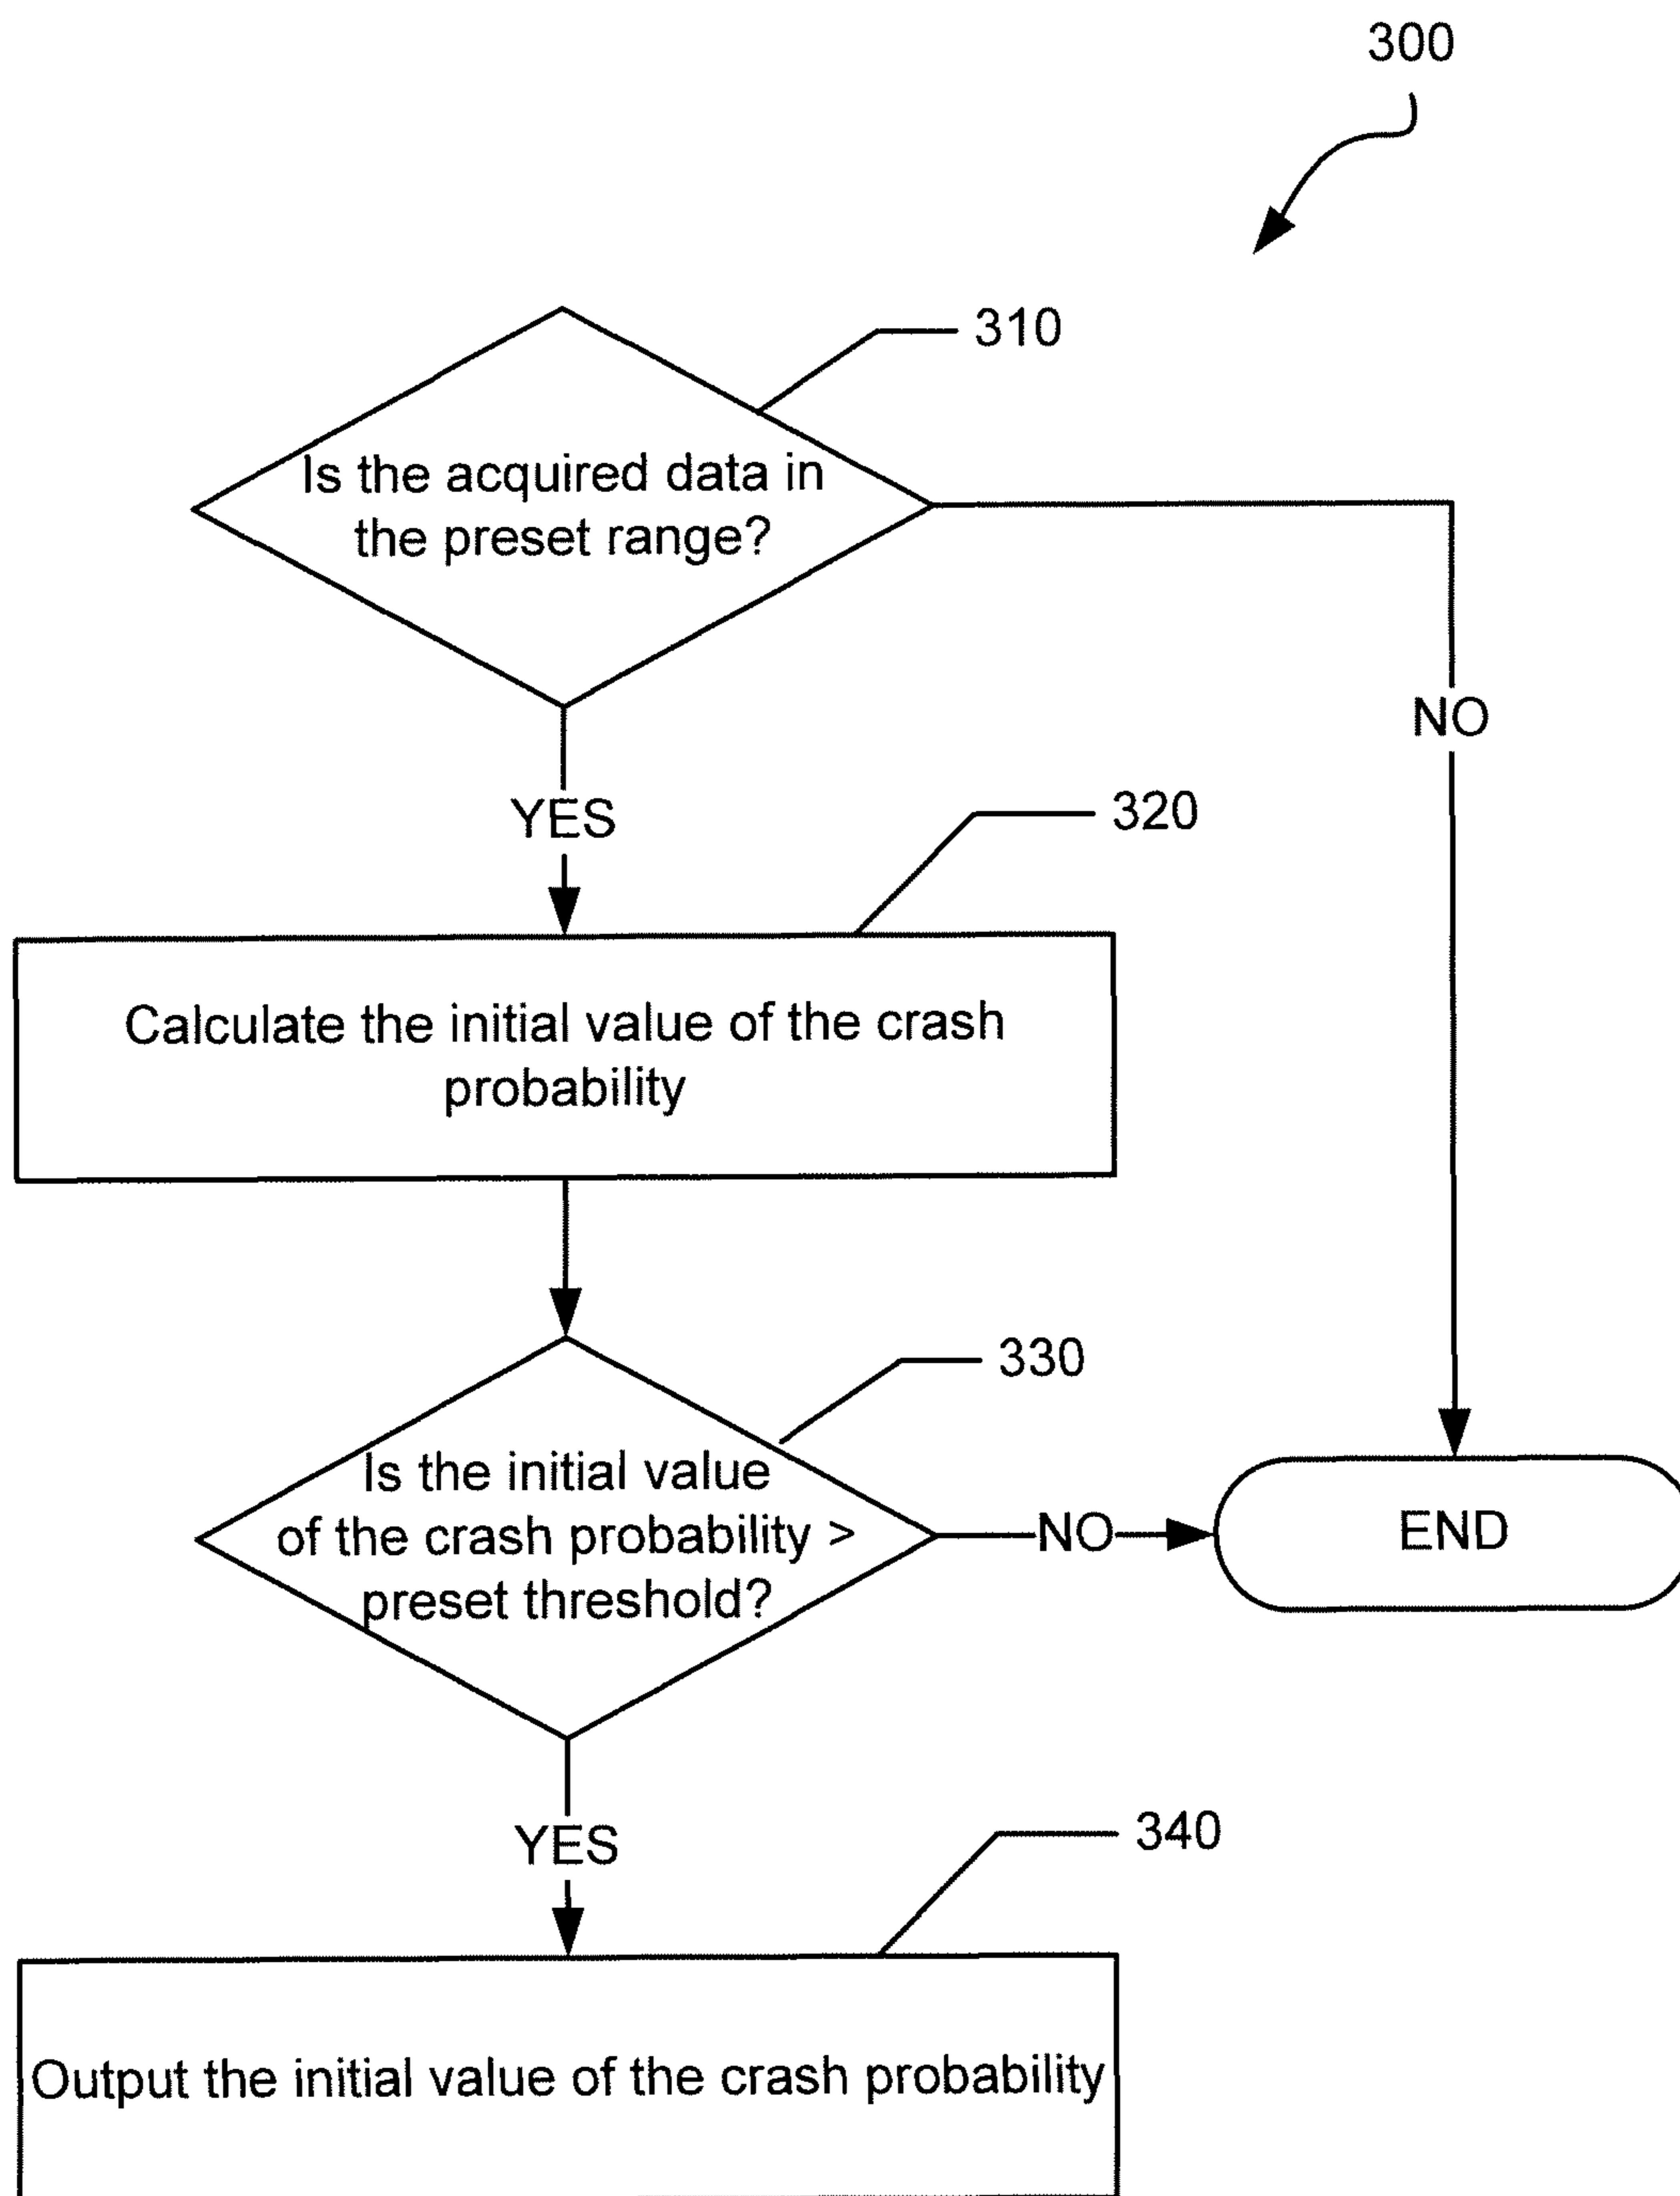 300
310
Is the acquired data in
the preset range?
NO
YES
320
Calculate the initial value of the crash
probability
330
Is the initial value
of the crash probability >
preset threshold?
NO
END
YES
340
Output the initial value of the crash probability